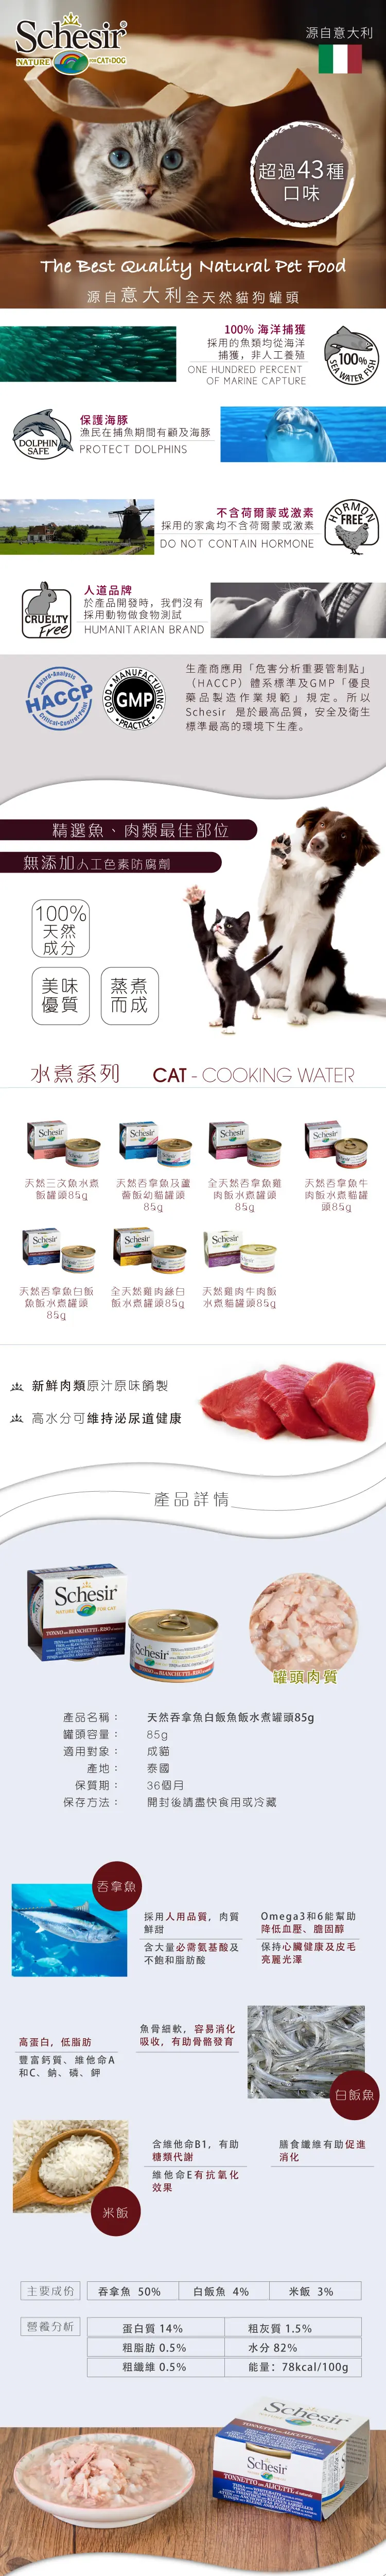 Schesir®
NATURE FOR CAT&DOG
源自意大利
超過43種
口味
The Best Quality Natural Pet Food
源自意大利全天然貓狗罐頭
100% 海洋捕獲
採用的魚類均從海洋
捕獲，非人工養殖
ONE HUNDRED PERCENT
OF MARINE CAPTURE
100%
SEA WATER FISH
DOLPHIN
SAFE
保護海豚
漁民在捕魚期間有顧及海豚
PROTECT DOLPHINS
不含荷爾蒙或激素
採用的家禽均不含荷爾蒙或激素
DO NOT CONTAIN HORMONE
HORMON
FREE
CRUELTY
Free
人道品牌
於產品開發時，我們沒有
採用動物做食物測試
HUMANITARIAN BRAND
Hazard·Analysis
HACCP
Critical·Control·Point
GOOD MANUFACTURING
GMP
PRACTICE
生產商應用「危害分析重要管制點」
（HACCP）體系標準及GMP「優良
藥品製造作業規範」規定。所以
Schesir 是於最高品質，安全及衛生
標準最高的環境下生產。
精選魚、肉類最佳部位
無添加人工色素防腐劑
100%
天然
成分
美味
優質
蒸煮
而成
水煮系列 CAT - COOKING WATER
天然三文魚水煮
飯罐頭85g
天然吞拿魚及蘆
薈飯幼貓罐頭
85g
全天然吞拿魚雞
肉飯水煮罐頭
85g
天然吞拿魚牛
肉飯水煮貓罐
頭85g
天然吞拿魚白飯
魚飯水煮罐頭
85g
全天然雞肉絲白
飯水煮罐頭85g
天然雞肉牛肉飯
水煮貓罐頭85g
新鮮肉類原汁原味餚製
高水分可維持泌尿道健康
產品詳情
Schesir
NATURE FOR CAT
TONNO con BIANCHETTI e RISO
Schesir
罐頭肉質
產品名稱： 天然吞拿魚白飯魚飯水煮罐頭85g
罐頭容量： 85g
適用對象： 成貓
產地： 泰國
保質期： 36個月
保存方法： 開封後請盡快食用或冷藏
吞拿魚
採用人用品質，肉質
鮮甜
含大量必需氨基酸及
不飽和脂肪酸
Omega3和6能幫助
降低血壓、膽固醇
保持心臟健康及皮毛
亮麗光澤
高蛋白，低脂肪
豐富鈣質、維他命A
和C、鈉、磷、鉀
魚骨細軟，容易消化
吸收，有助骨骼發育
白飯魚
米飯
含維他命B1，有助
糖類代謝
維他命E有抗氧化
效果
膳食纖維有助促進
消化
主要成份 吞拿魚 50% 白飯魚 4% 米飯 3%
營養分析 蛋白質 14% 粗灰質 1.5%
粗脂肪 0.5% 水分 82%
粗纖維 0.5% 能量：78kcal/100g
Schesir
Schesir
TONNETTO con ALICETTE